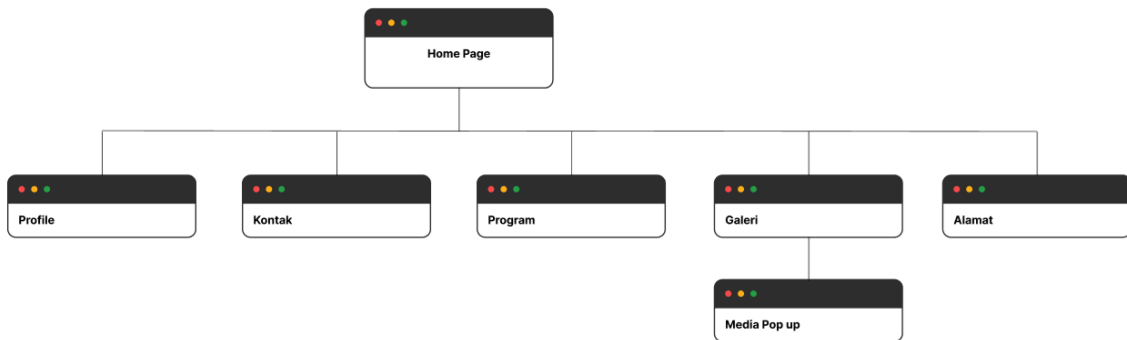 Home Page
Profile
Kontak
Program
Galeri
Alamat
Media Pop up